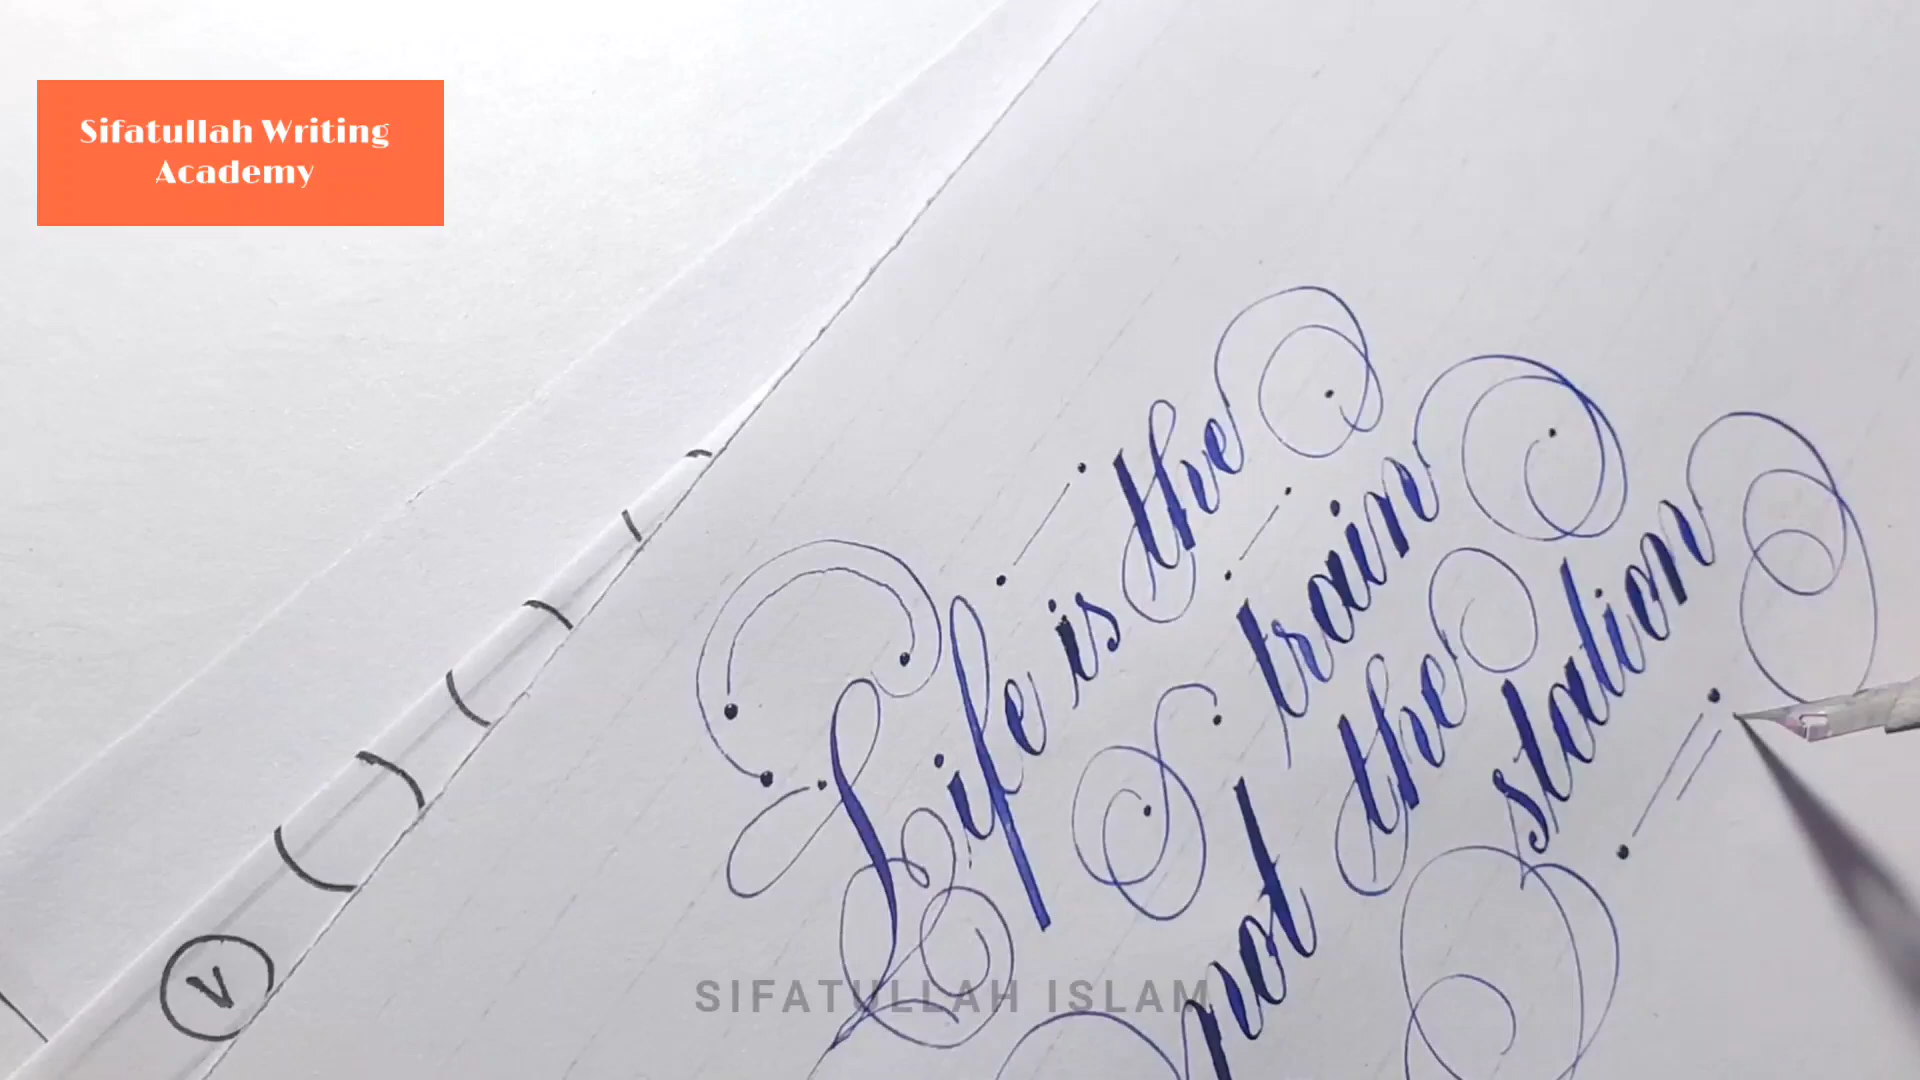 Sifatullah Writing
Academy
Life is the
train
not the
station
V
SIFATULLAH ISLAM